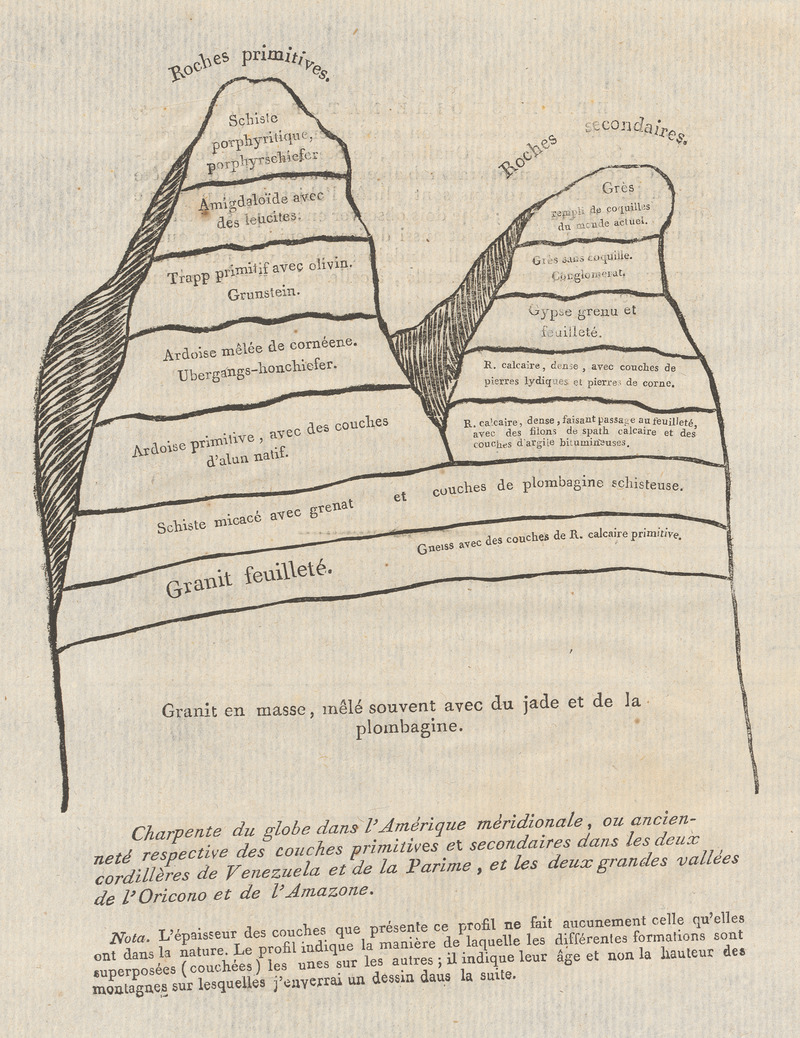 Roches primitives.
Schiste
porphyritique,
porphyrschiefer
Amigdaloïde avec
des leucites.
Trapp primitif avec olivin.
Grunstein.
Ardoise mêlée de cornéene.
Ubergangs-honchiefer.
Ardoise primitive, avec des couches
d'alun natif.
Roches secondaires.
Grès
rempli de coquilles
du monde actuel.
Grès sans coquille.
Conglomerat.
Gypse grenu et
feuilleté.
R. calcaire, dense, avec couches de
pierres lydiques et pierres de corne.
R. calcaire, dense, faisant passage au feuilleté,
avec des filons de spath calcaire et des
couches d'argile bitumineuses.
Schiste micacé avec grenat et couches de plombagine schisteuse.
Granit feuilleté.
Gneiss avec des couches de R. calcaire primitive.
Granit en masse, mêlé souvent avec du jade et de la
plombagine.
Charpente du globe dans l'Amérique méridionale, ou ancien-
neté respective des couches primitives et secondaires dans les deux
cordillères de Venezuela et de la Parime, et les deux grandes vallées
de l'Oricono et de l'Amazone.
Nota. L'épaisseur des couches que présente ce profil ne fait aucunement celle qu'elles
ont dans la nature. Le profil indique la manière de laquelle les différentes formations sont
superposées (couchées) les unes sur les autres; il indique leur âge et non la hauteur des
montagnes sur lesquelles j'enverrai un dessin daus la suite.